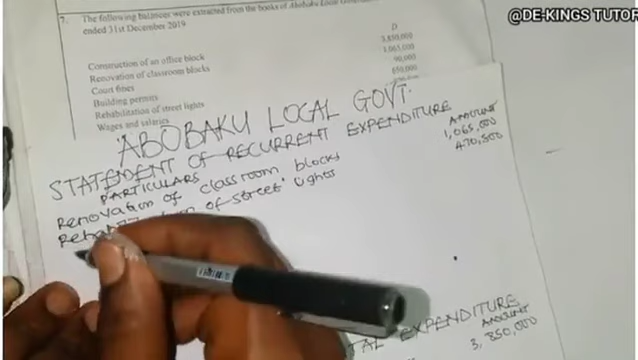 @DE-KINGS TUTOR
7. The following balances were extracted from the books of Abobaku Local
ended 31st December 2019
D
Construction of an office block 3,850,000
Renovation of classroom blocks 1,065,000
Court fines 90,000
Building permits 650,000
Rehabilitation of street lights
Wages and salaries
ABOBAKU LOCAL GOVT.
STATEMENT OF RECURRENT EXPENDITURE
PARTICULARS AMOUNT
Renovation of classroom blocks 1,065,000
of street lights 470,500
EXPENDITURE
AMOUNT
3,850,000